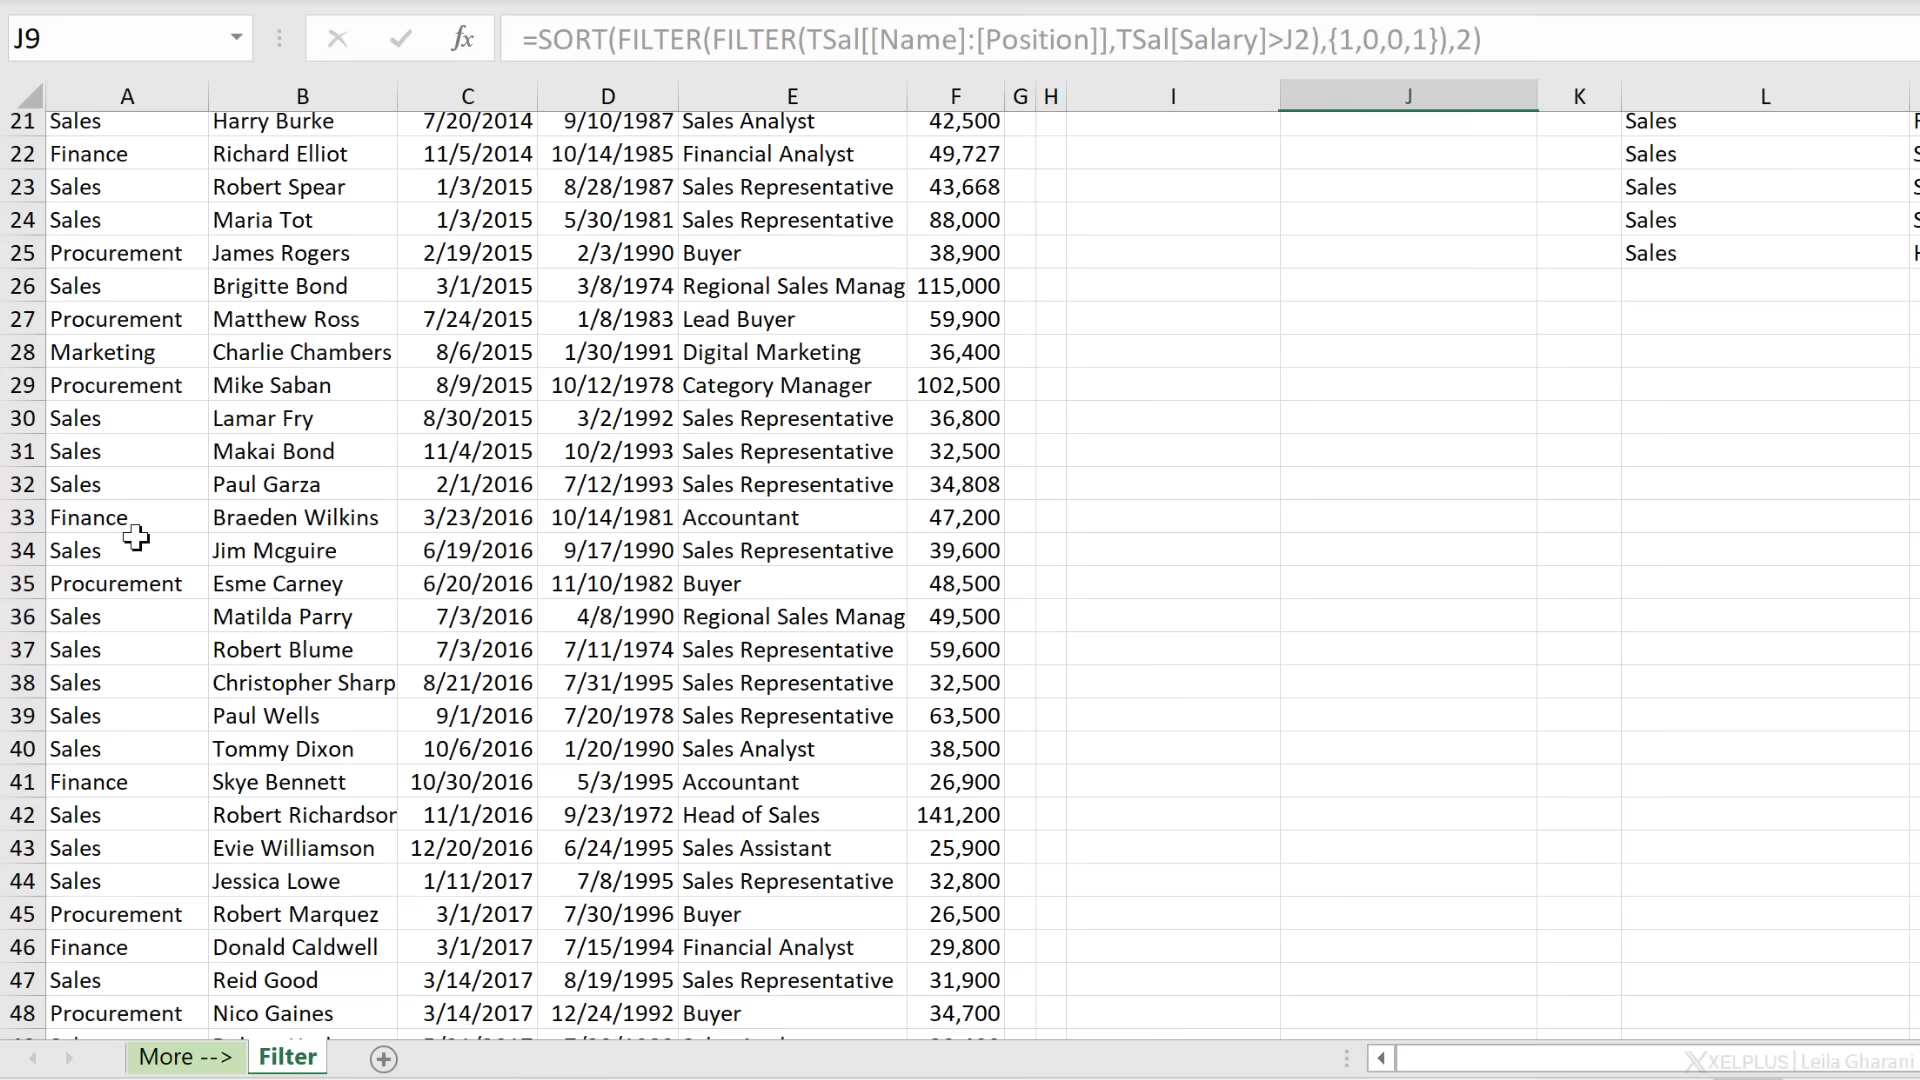 J9 fx =SORT(FILTER(FILTER(TSal[[Name]:[Position]],TSal[Salary]>J2),{1,0,0,1}),2)
A B C D E F G H I J K L
21 Sales Harry Burke 7/20/2014 9/10/1987 Sales Analyst 42,500 Sales
22 Finance Richard Elliot 11/5/2014 10/14/1985 Financial Analyst 49,727 Sales
23 Sales Robert Spear 1/3/2015 8/28/1987 Sales Representative 43,668 Sales
24 Sales Maria Tot 1/3/2015 5/30/1981 Sales Representative 88,000 Sales
25 Procurement James Rogers 2/19/2015 2/3/1990 Buyer 38,900 Sales
26 Sales Brigitte Bond 3/1/2015 3/8/1974 Regional Sales Manag 115,000
27 Procurement Matthew Ross 7/24/2015 1/8/1983 Lead Buyer 59,900
28 Marketing Charlie Chambers 8/6/2015 1/30/1991 Digital Marketing 36,400
29 Procurement Mike Saban 8/9/2015 10/12/1978 Category Manager 102,500
30 Sales Lamar Fry 8/30/2015 3/2/1992 Sales Representative 36,800
31 Sales Makai Bond 11/4/2015 10/2/1993 Sales Representative 32,500
32 Sales Paul Garza 2/1/2016 7/12/1993 Sales Representative 34,808
33 Finance Braeden Wilkins 3/23/2016 10/14/1981 Accountant 47,200
34 Sales Jim Mcguire 6/19/2016 9/17/1990 Sales Representative 39,600
35 Procurement Esme Carney 6/20/2016 11/10/1982 Buyer 48,500
36 Sales Matilda Parry 7/3/2016 4/8/1990 Regional Sales Manag 49,500
37 Sales Robert Blume 7/3/2016 7/11/1974 Sales Representative 59,600
38 Sales Christopher Sharp 8/21/2016 7/31/1995 Sales Representative 32,500
39 Sales Paul Wells 9/1/2016 7/20/1978 Sales Representative 63,500
40 Sales Tommy Dixon 10/6/2016 1/20/1990 Sales Analyst 38,500
41 Finance Skye Bennett 10/30/2016 5/3/1995 Accountant 26,900
42 Sales Robert Richardson 11/1/2016 9/23/1972 Head of Sales 141,200
43 Sales Evie Williamson 12/20/2016 6/24/1995 Sales Assistant 25,900
44 Sales Jessica Lowe 1/11/2017 7/8/1995 Sales Representative 32,800
45 Procurement Robert Marquez 3/1/2017 7/30/1996 Buyer 26,500
46 Finance Donald Caldwell 3/1/2017 7/15/1994 Financial Analyst 29,800
47 Sales Reid Good 3/14/2017 8/19/1995 Sales Representative 31,900
48 Procurement Nico Gaines 3/14/2017 12/24/1992 Buyer 34,700
More --> Filter
XELPLUS | Leila Gharani